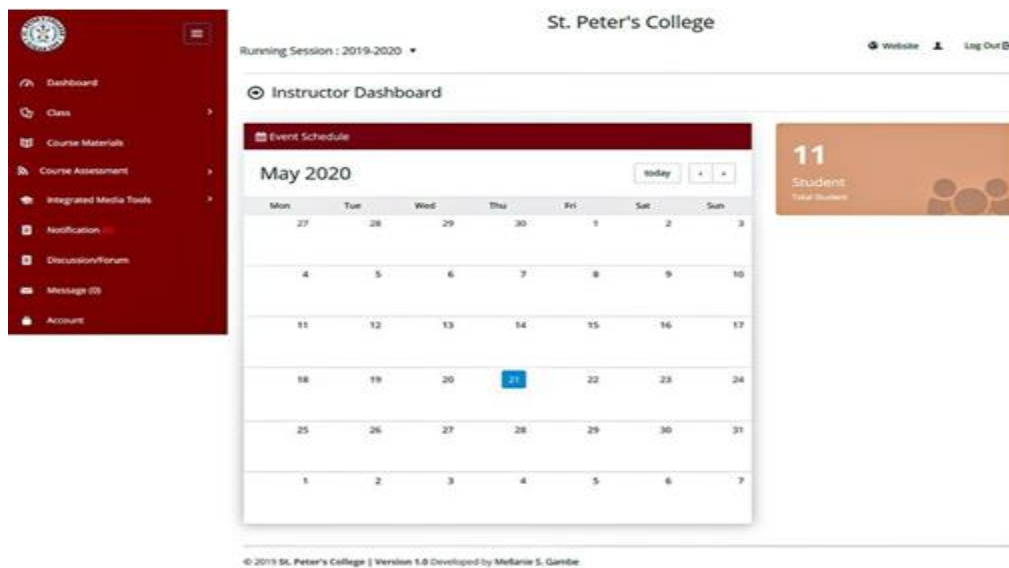 St. Peter's College
Running Session : 2019-2020
Website
Log Out
Dashboard
Class
Course Materials
Course Assessment
Integrated Media Tools
Notification
Discussion/Forum
Message (0)
Account
Instructor Dashboard
Event Schedule
May 2020
today
Mon Tue Wed Thu Fri Sat Sun
27 28 29 30 1 2 3
4 5 6 7 8 9 10
11 12 13 14 15 16 17
18 19 20 21 22 23 24
25 26 27 28 29 30 31
1 2 3 4 5 6 7
11
Student
Total Student
© 2019 St. Peter's College | Version 1.0 Developed by Mellanie S. Gambe